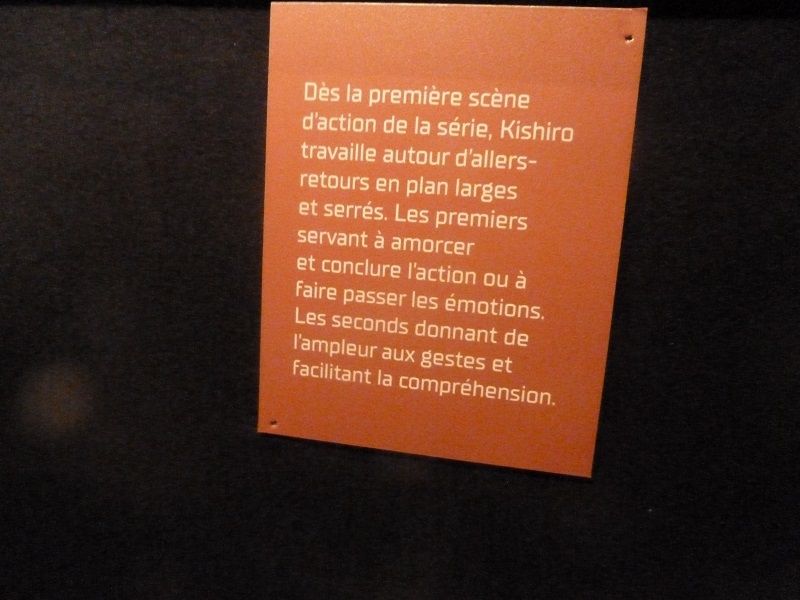 Dès la première scène
d'action de la série, Kishiro
travaille autour d'allers-
retours en plan larges
et serrés. Les premiers
servant à amorcer
et conclure l'action ou à
faire passer les émotions.
Les seconds donnant de
l'ampleur aux gestes et
facilitant la compréhension.